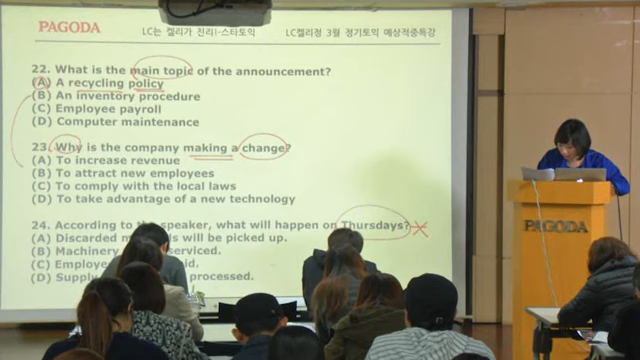 PAGODA
LC는 켈리가 진리!-스타토익
LC켈리정 3월 정기토익 예상적중특강
22. What is the main topic of the announcement?
(A) A recycling policy
(B) An inventory procedure
(C) Employee payroll
(D) Computer maintenance
23. Why is the company making a change?
(A) To increase revenue
(B) To attract new employees
(C) To comply with the local laws
(D) To take advantage of a new technology
24. According to the speaker, what will happen on Thursdays?
(A) Discarded will be picked up.
(B) Machinery serviced.
(C)
(D) processed.
PAGODA